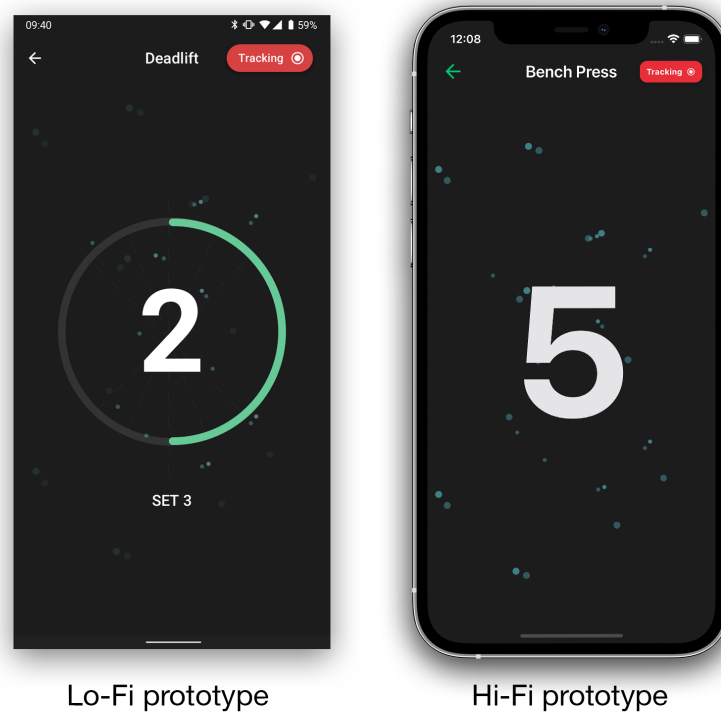 09:40
59%
Deadlift
Tracking
2
SET 3
Lo-Fi prototype
12:08
Bench Press
Tracking
5
Hi-Fi prototype